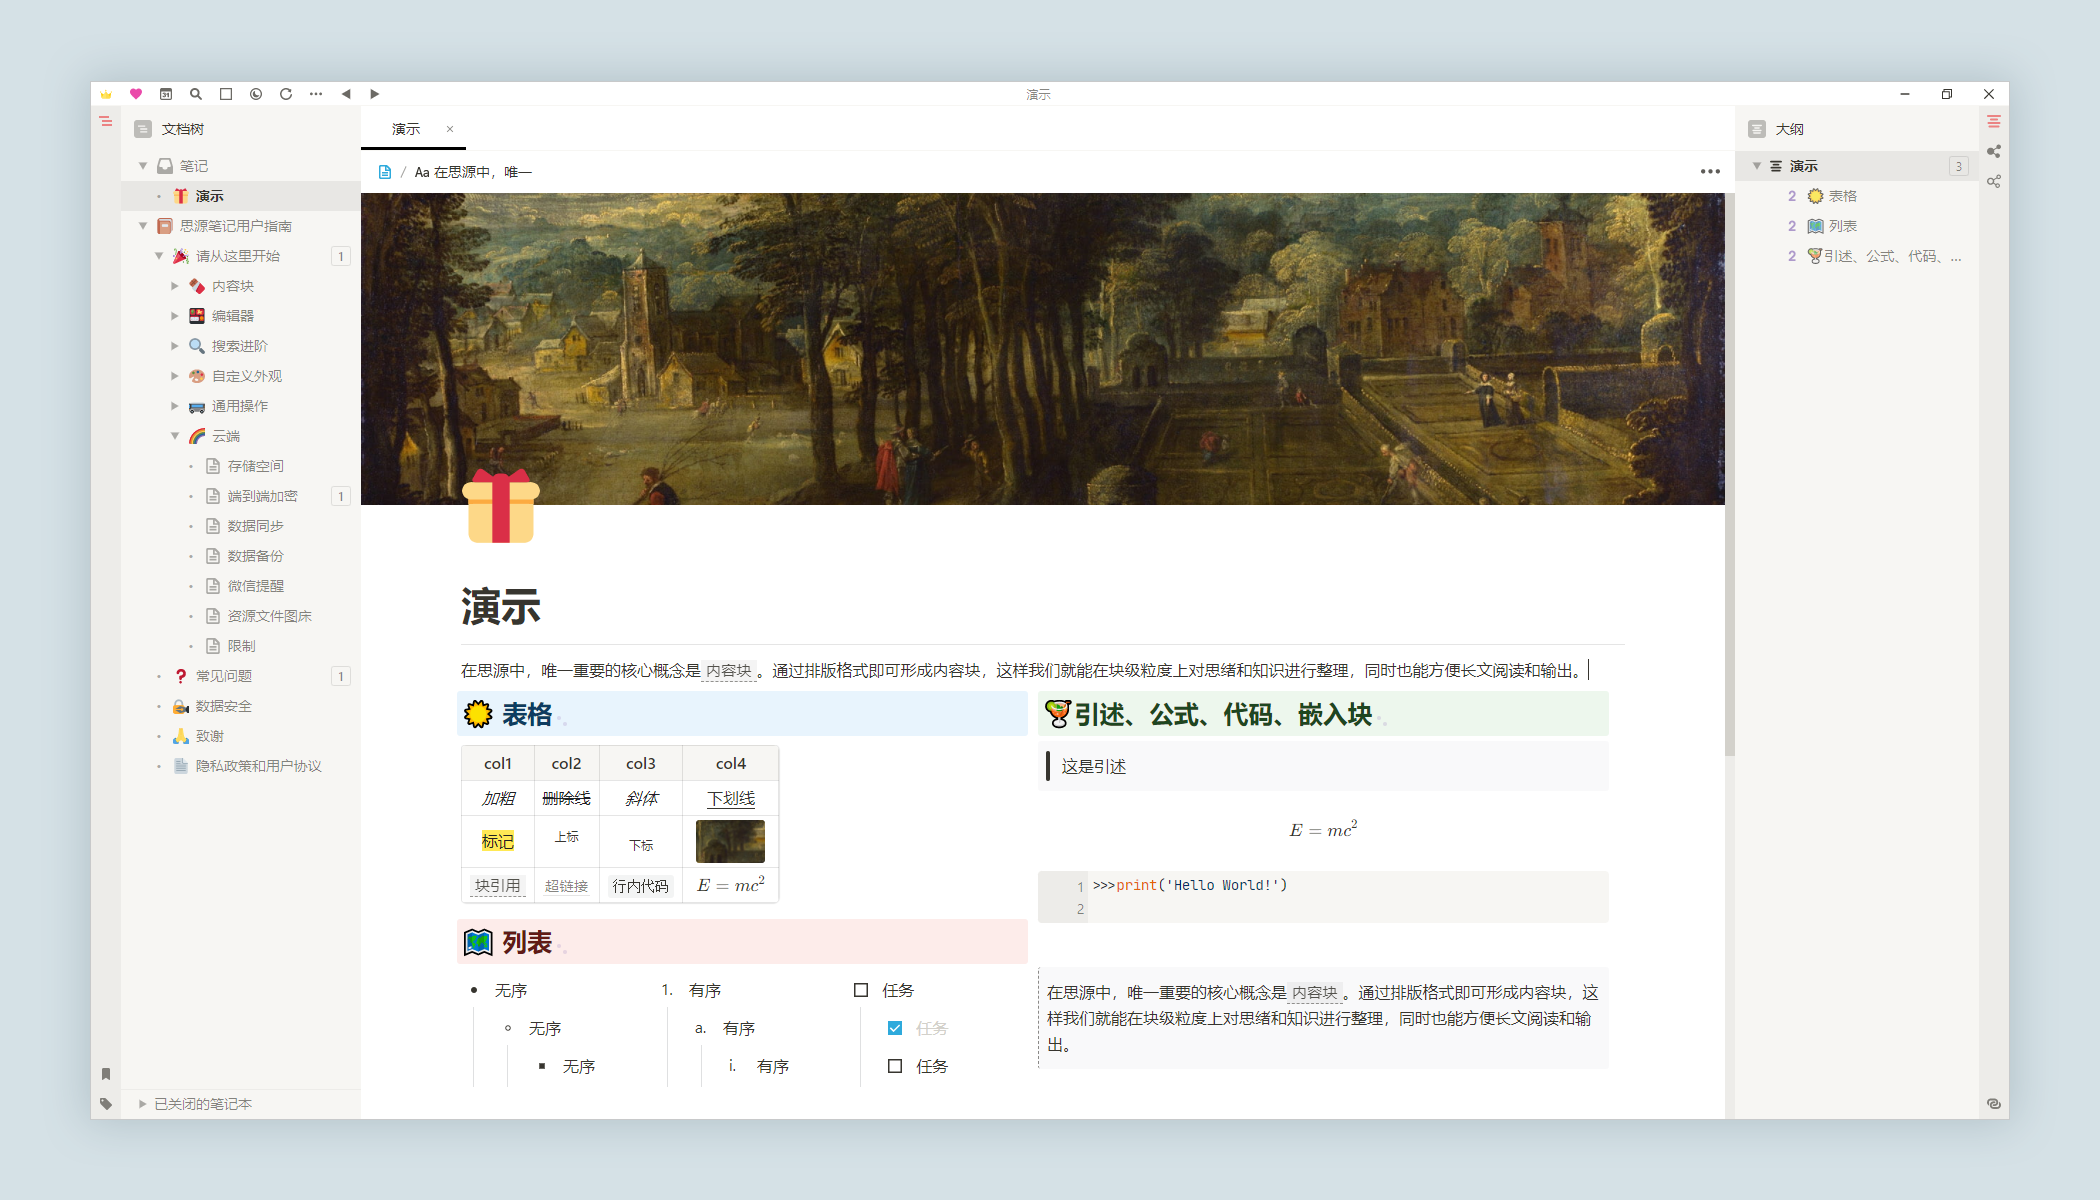 31
演示
文档树
笔记
演示
思源笔记用户指南
请从这里开始 1
内容块
编辑器
搜索进阶
自定义外观
通用操作
云端
存储空间
端到端加密 1
数据同步
数据备份
微信提醒
资源文件图床
限制
常见问题 1
数据安全
致谢
隐私政策和用户协议
已关闭的笔记本
演示 ×
/ Aa 在思源中，唯一
演示
在思源中，唯一重要的核心概念是 内容块 。通过排版格式即可形成内容块，这样我们就能在块级粒度上对思绪和知识进行整理，同时也能方便长文阅读和输出。
表格
col1 col2 col3 col4
加粗 删除线 斜体 下划线
标记 上标 下标
块引用 超链接 行内代码 E = mc²
列表
• 无序
◦ 无序
▪ 无序
1. 有序
a. 有序
i. 有序
任务
任务
任务
引述、公式、代码、嵌入块
这是引述
E = mc²
1 >>>print('Hello World!')
2
在思源中，唯一重要的核心概念是 内容块 。通过排版格式即可形成内容块，这
样我们就能在块级粒度上对思绪和知识进行整理，同时也能方便长文阅读和输
出。
大纲
演示 3
2 表格
2 列表
2 引述、公式、代码、...